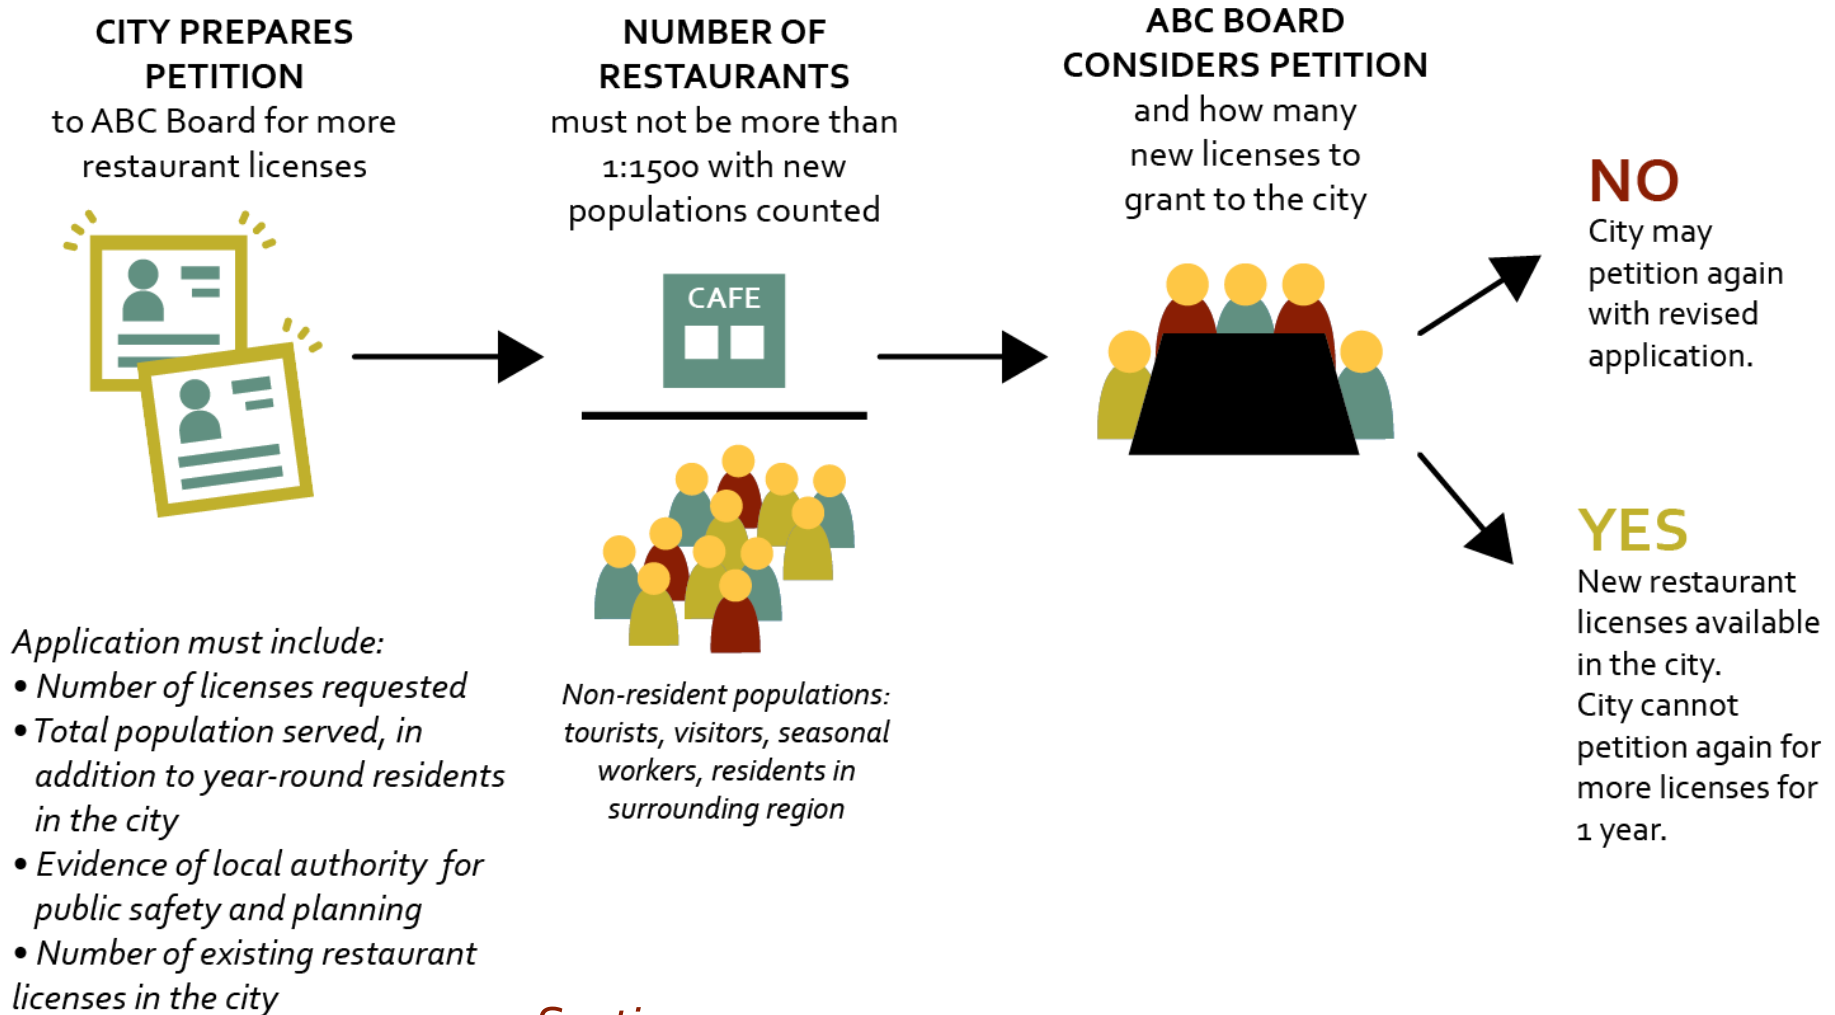 CITY PREPARES
PETITION
to ABC Board for more
restaurant licenses
Application must include:
• Number of licenses requested
• Total population served, in
addition to year-round residents
in the city
• Evidence of local authority for
public safety and planning
• Number of existing restaurant
licenses in the city
NUMBER OF
RESTAURANTS
must not be more than
1:1500 with new
populations counted
CAFE
Non-resident populations:
tourists, visitors, seasonal
workers, residents in
surrounding region
ABC BOARD
CONSIDERS PETITION
and how many
new licenses to
grant to the city
NO
City may
petition again
with revised
application.
YES
New restaurant
licenses available
in the city.
City cannot
petition again for
more licenses for
1 year.